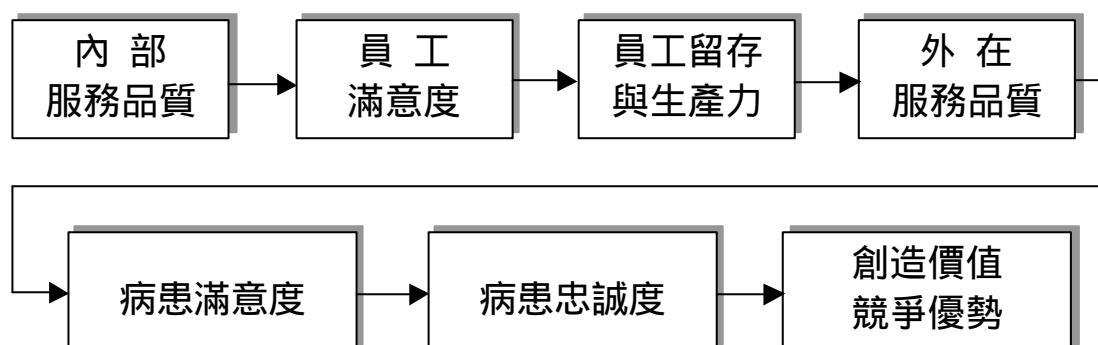 內 部
服務品質
員 工
滿意度
員工留存
與生產力
外 在
服務品質
病患滿意度
病患忠誠度
創造價值
競爭優勢